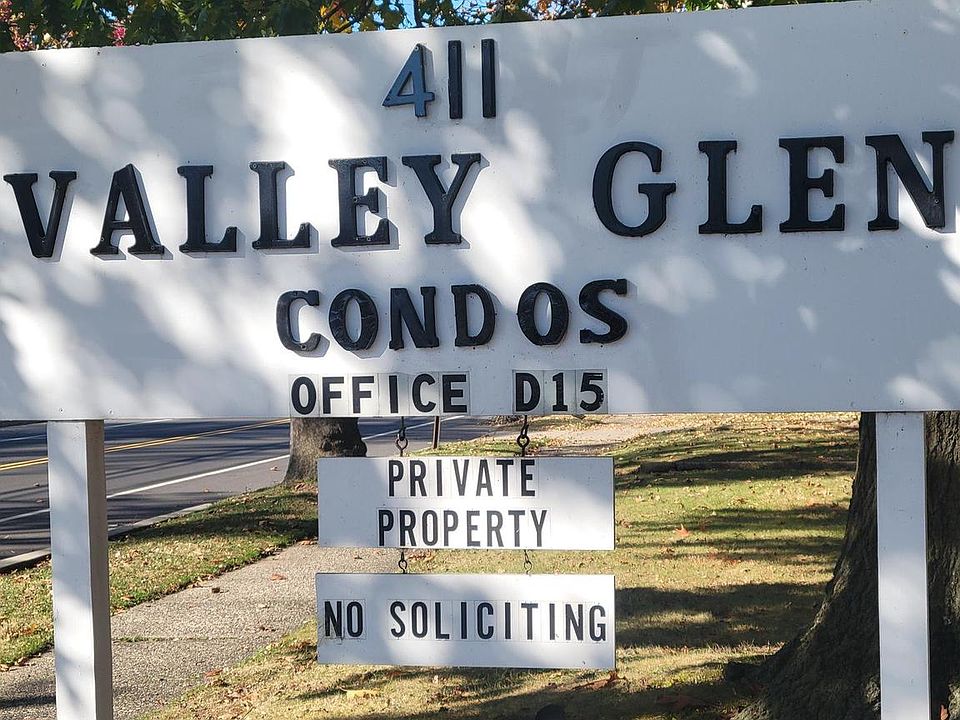 411
VALLEY GLEN
CONDOS
OFFICE D15
PRIVATE
PROPERTY
NO SOLICITING